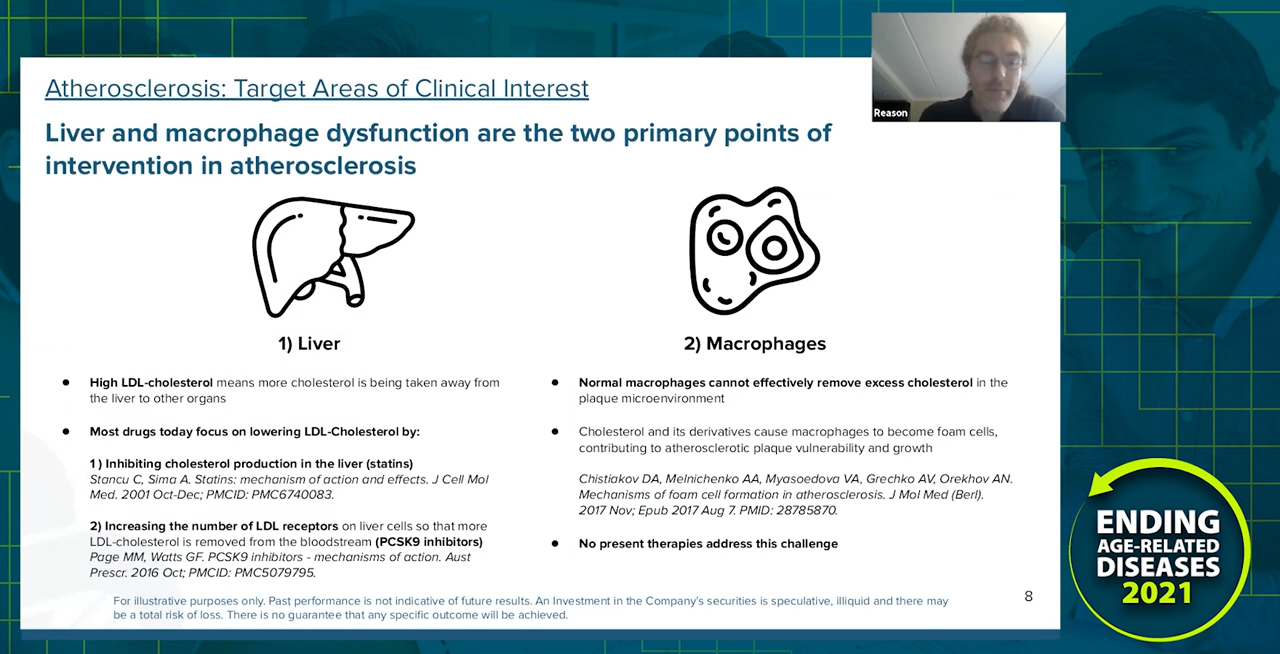 Atherosclerosis: Target Areas of Clinical Interest
Reason
Liver and macrophage dysfunction are the two primary points of
intervention in atherosclerosis
1) Liver
● High LDL-cholesterol means more cholesterol is being taken away from
the liver to other organs
● Most drugs today focus on lowering LDL-Cholesterol by:
1) Inhibiting cholesterol production in the liver (statins)
Stancu C, Sima A. Statins: mechanism of action and effects. J Cell Mol
Med. 2001 Oct-Dec; PMCID: PMC6740083.
2) Increasing the number of LDL receptors on liver cells so that more
LDL-cholesterol is removed from the bloodstream (PCSK9 inhibitors)
Page MM, Watts GF. PCSK9 inhibitors - mechanisms of action. Aust
Prescr. 2016 Oct; PMCID: PMC5079795.
2) Macrophages
● Normal macrophages cannot effectively remove excess cholesterol in the
plaque microenvironment
● Cholesterol and its derivatives cause macrophages to become foam cells,
contributing to atherosclerotic plaque vulnerability and growth
Chistiakov DA, Melnichenko AA, Myasoedova VA, Grechko AV, Orekhov AN.
Mechanisms of foam cell formation in atherosclerosis. J Mol Med (Berl).
2017 Nov; Epub 2017 Aug 7. PMID: 28785870.
● No present therapies address this challenge
For illustrative purposes only. Past performance is not indicative of future results. An Investment in the Company's securities is speculative, illiquid and there may
be a total risk of loss. There is no guarantee that any specific outcome will be achieved.
8
ENDING
AGE-RELATED
DISEASES
2021